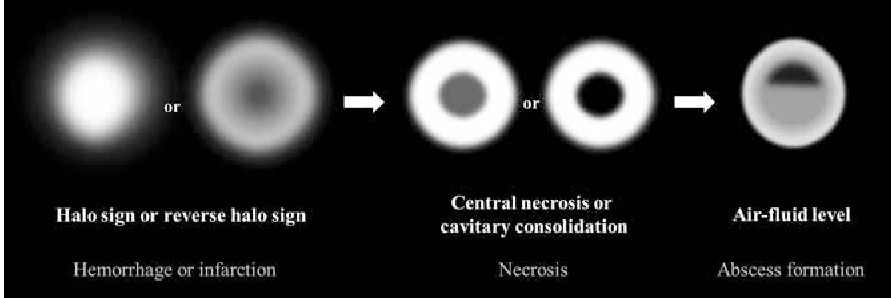 or
or
Halo sign or reverse halo sign
Central necrosis or
cavitary consolidation
Air-fluid level
Hemorrhage or infarction
Necrosis
Abscess formation